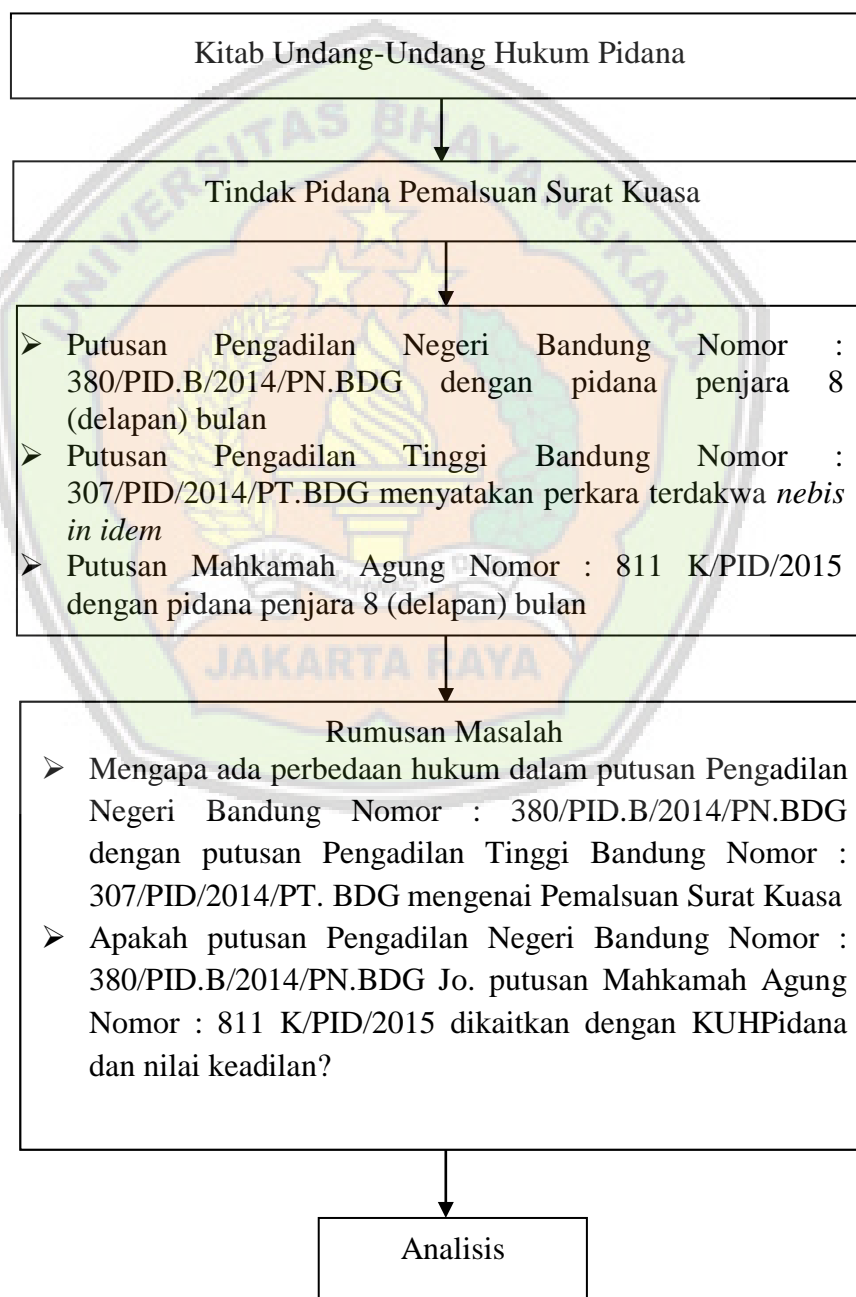 Kitab Undang-Undang Hukum Pidana
Tindak Pidana Pemalsuan Surat Kuasa
➢ Putusan Pengadilan Negeri Bandung Nomor :
380/PID.B/2014/PN.BDG dengan pidana penjara 8
(delapan) bulan
➢ Putusan Pengadilan Tinggi Bandung Nomor :
307/PID/2014/PT.BDG menyatakan perkara terdakwa nebis
in idem
➢ Putusan Mahkamah Agung Nomor : 811 K/PID/2015
dengan pidana penjara 8 (delapan) bulan
Rumusan Masalah
➢ Mengapa ada perbedaan hukum dalam putusan Pengadilan
Negeri Bandung Nomor : 380/PID.B/2014/PN.BDG
dengan putusan Pengadilan Tinggi Bandung Nomor :
307/PID/2014/PT. BDG mengenai Pemalsuan Surat Kuasa
➢ Apakah putusan Pengadilan Negeri Bandung Nomor :
380/PID.B/2014/PN.BDG Jo. putusan Mahkamah Agung
Nomor : 811 K/PID/2015 dikaitkan dengan KUHPidana
dan nilai keadilan?
Analisis
UNIVERSITAS BHAYANGKARA
JAKARTA RAYA